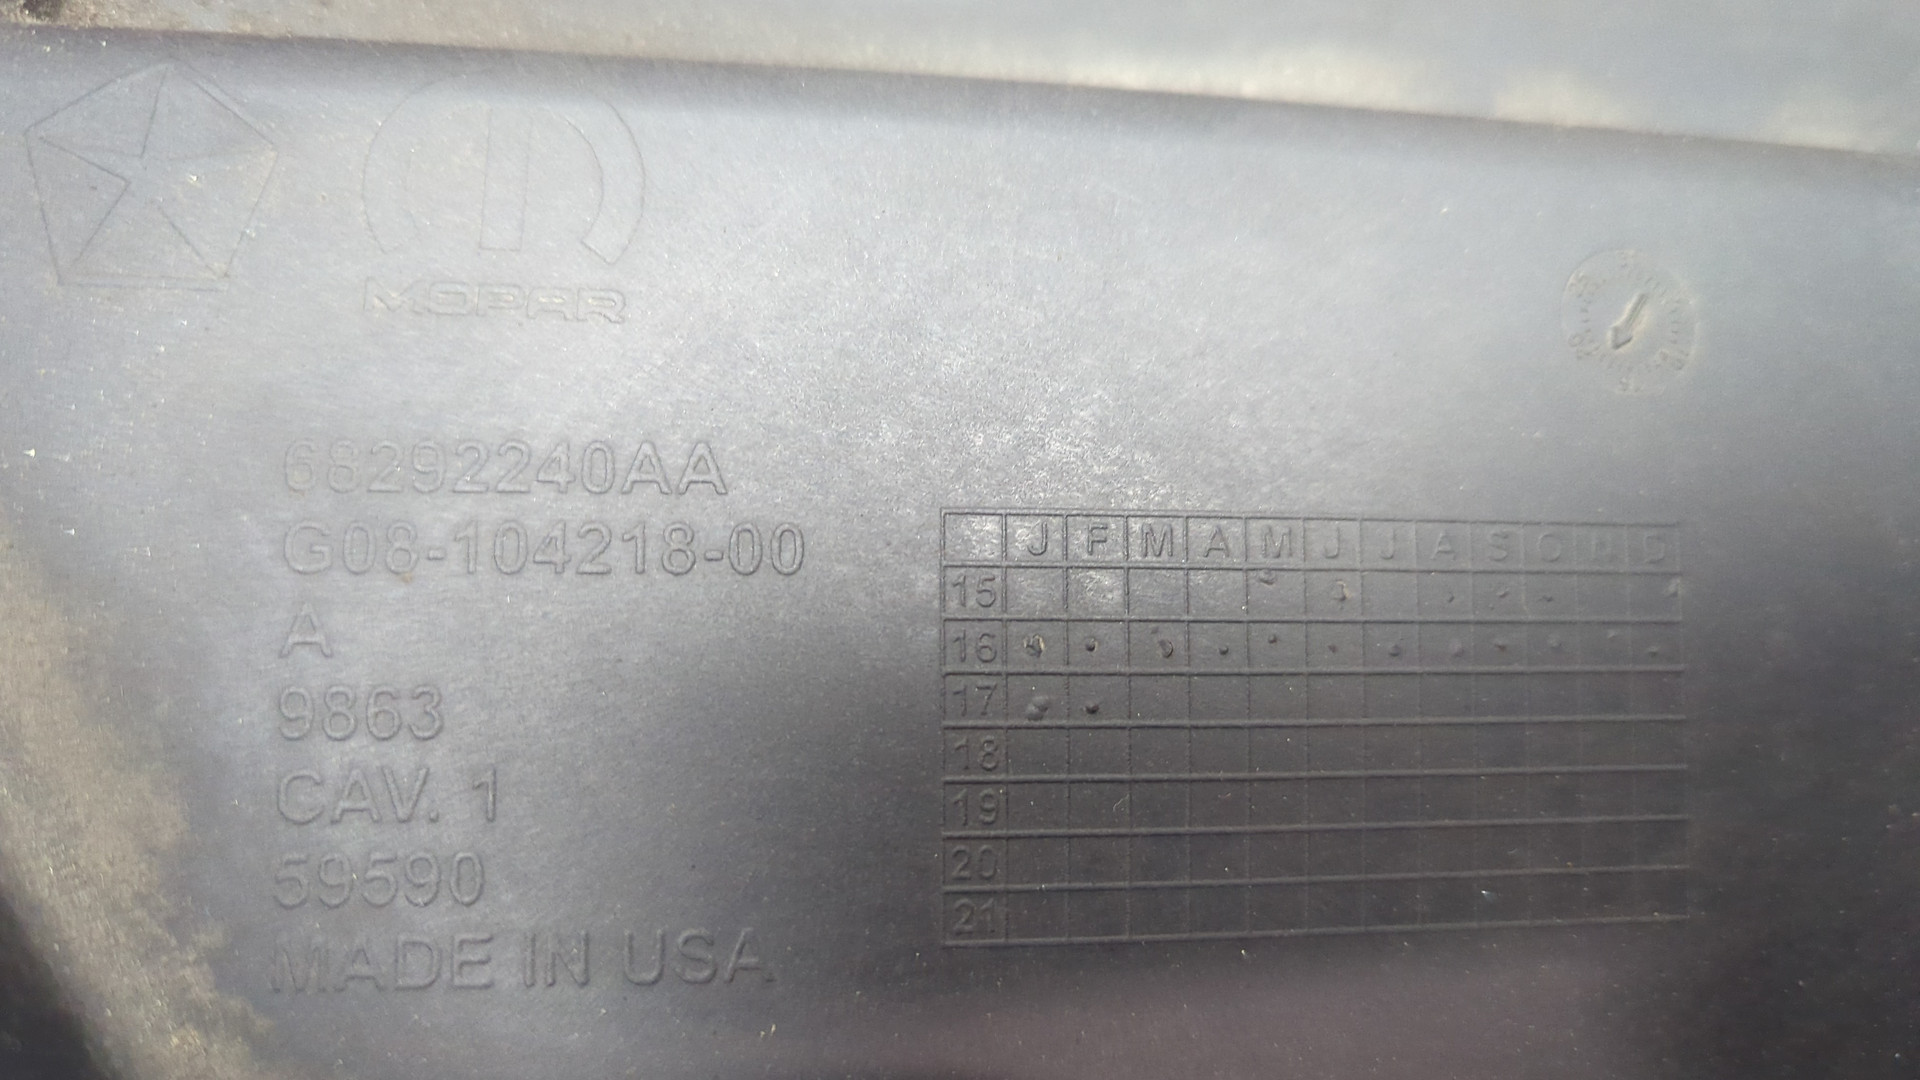 MOPAR
68292240AA
G08-104218-00
A
9863
CAV. 1
59590
MADE IN USA
J F M A M J J A S O N D
15
16
17
18
19
20
21